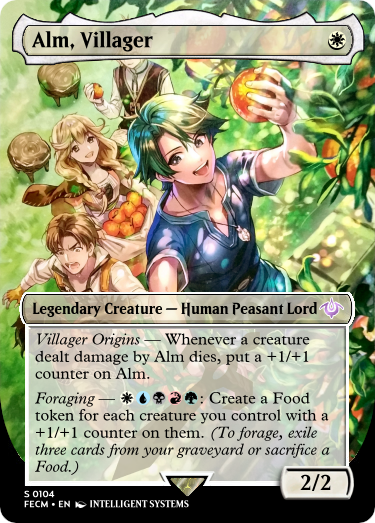 Alm, Villager
Legendary Creature — Human Peasant Lord
Villager Origins — Whenever a creature
dealt damage by Alm dies, put a +1/+1
counter on Alm.
Foraging — : Create a Food
token for each creature you control with a
+1/+1 counter on them. (To forage, exile
three cards from your graveyard or sacrifice a
Food.)
2/2
S 0104
FECM • EN INTELLIGENT SYSTEMS